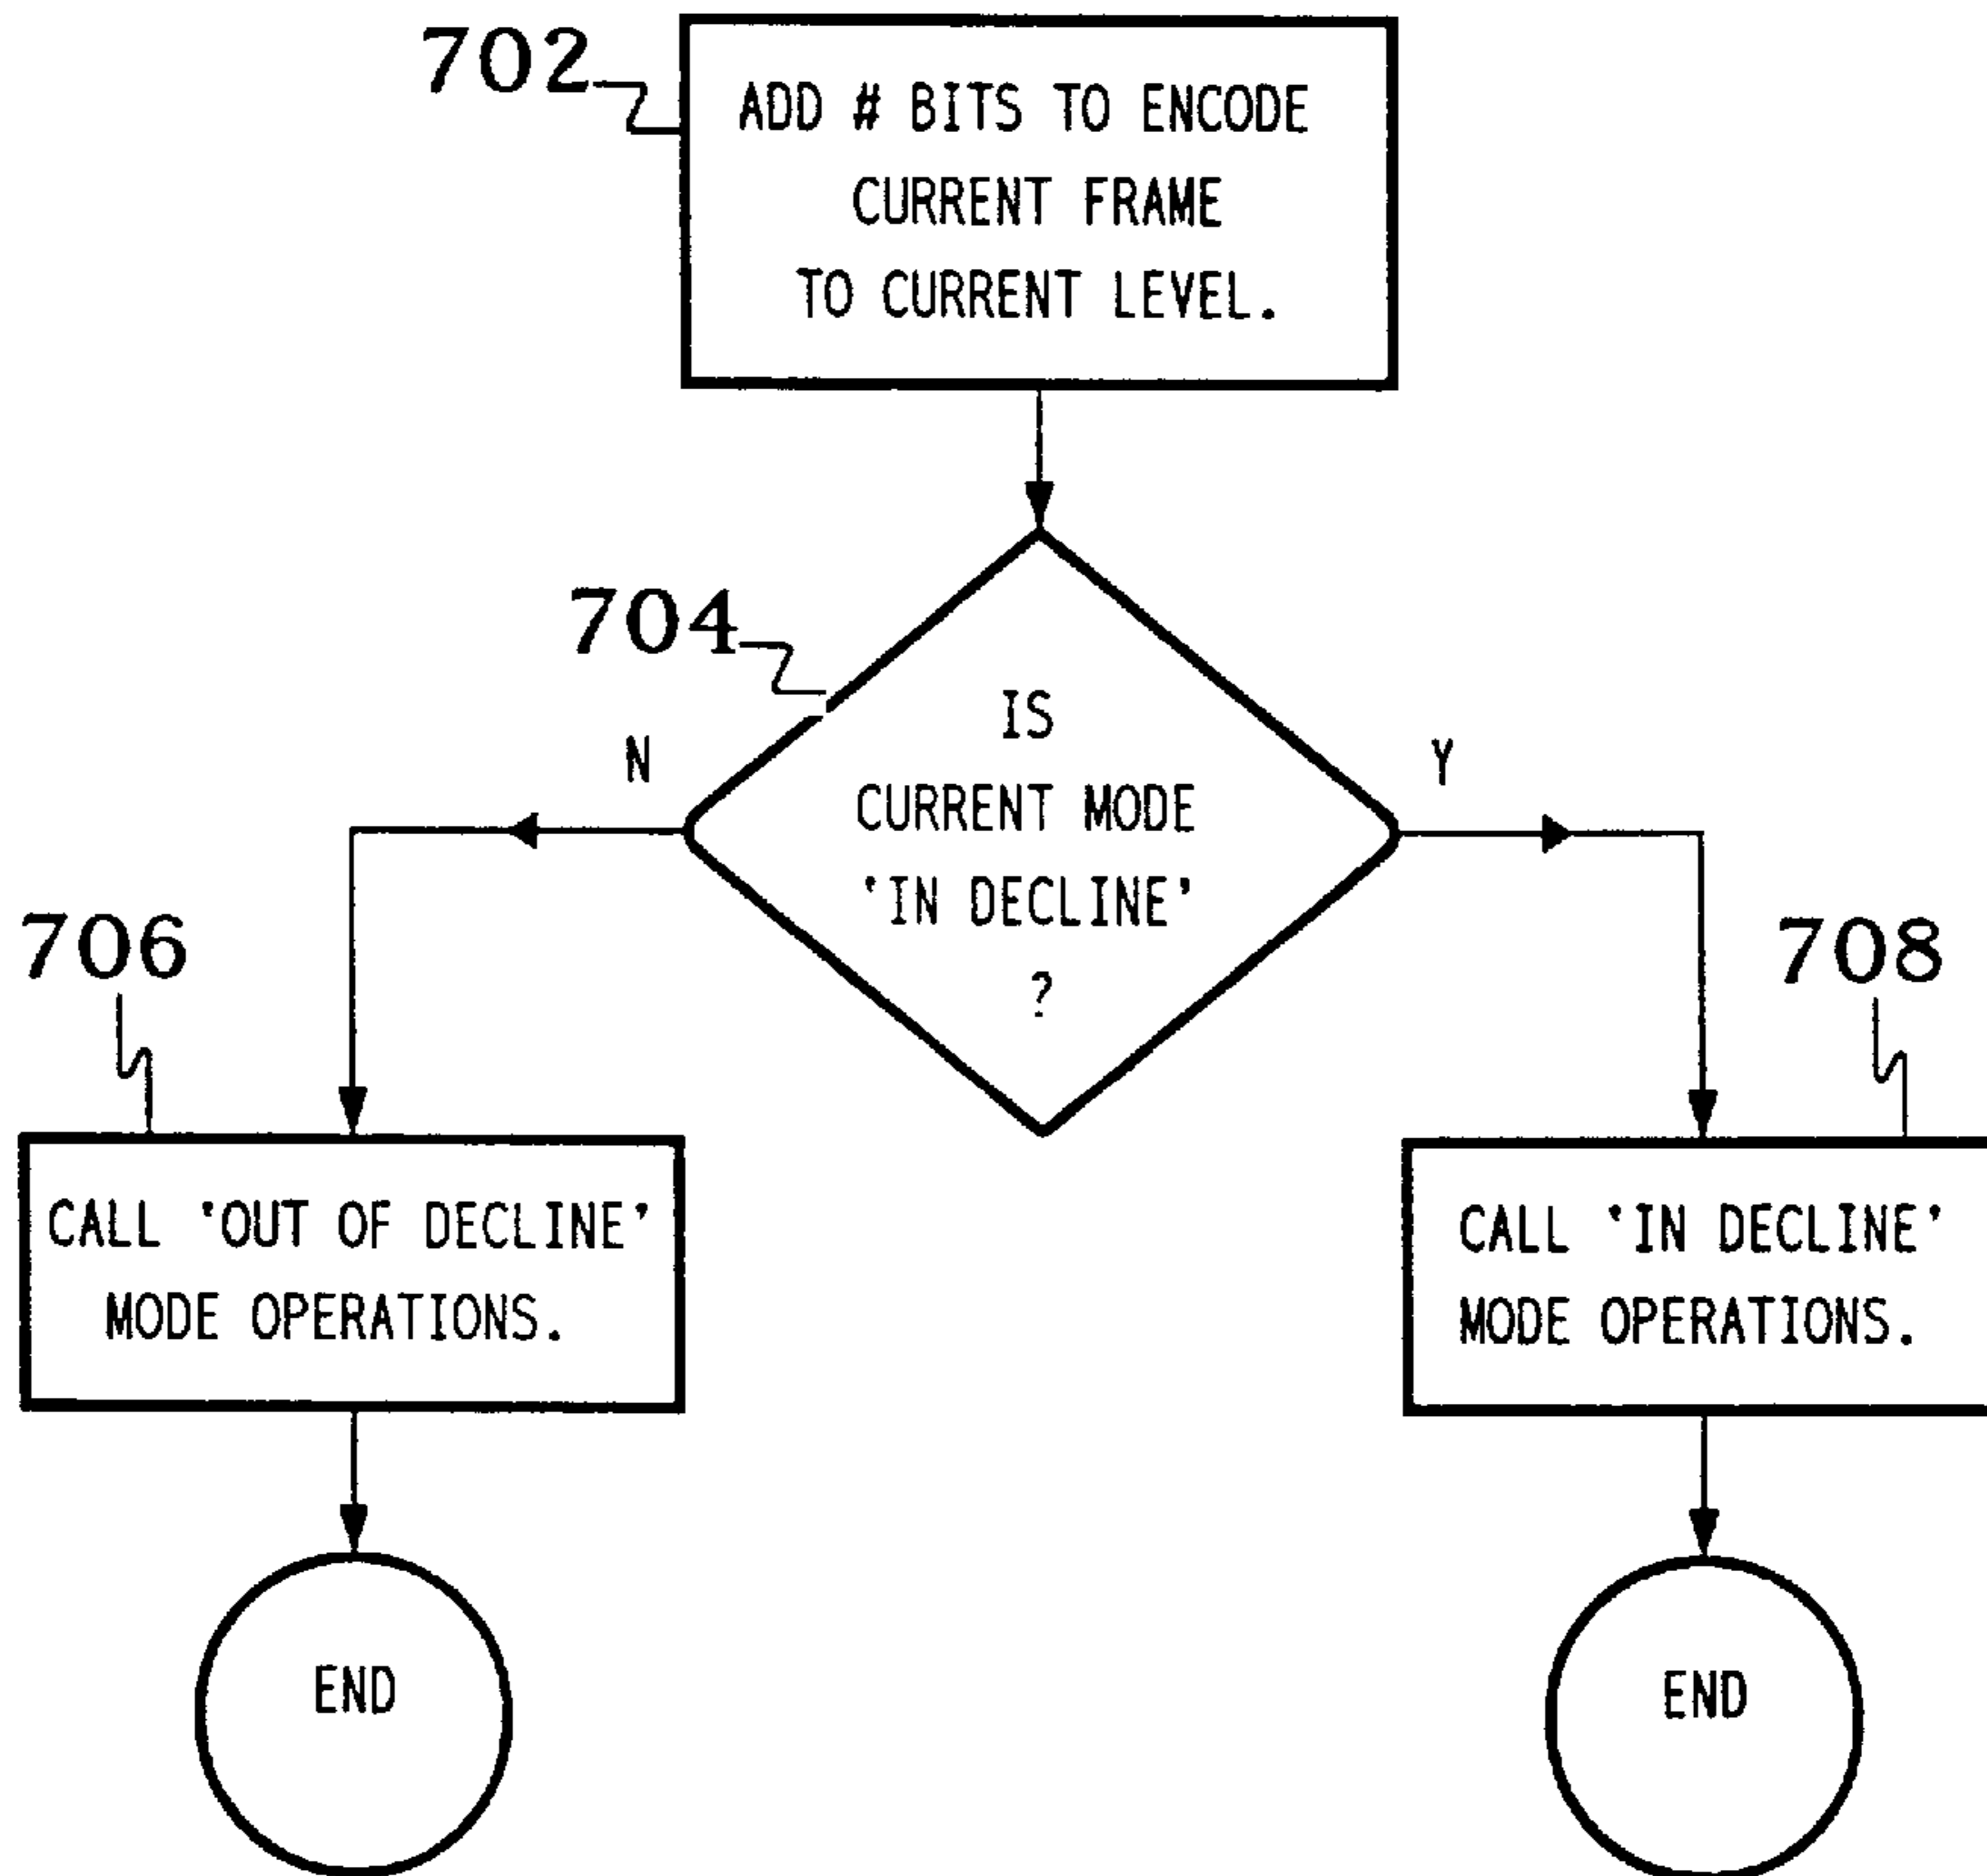 702
ADD # BITS TO ENCODE
CURRENT FRAME
TO CURRENT LEVEL.
704
IS
CURRENT MODE
'IN DECLINE'
?
N
Y
706
708
CALL 'OUT OF DECLINE'
MODE OPERATIONS.
CALL 'IN DECLINE'
MODE OPERATIONS.
END
END